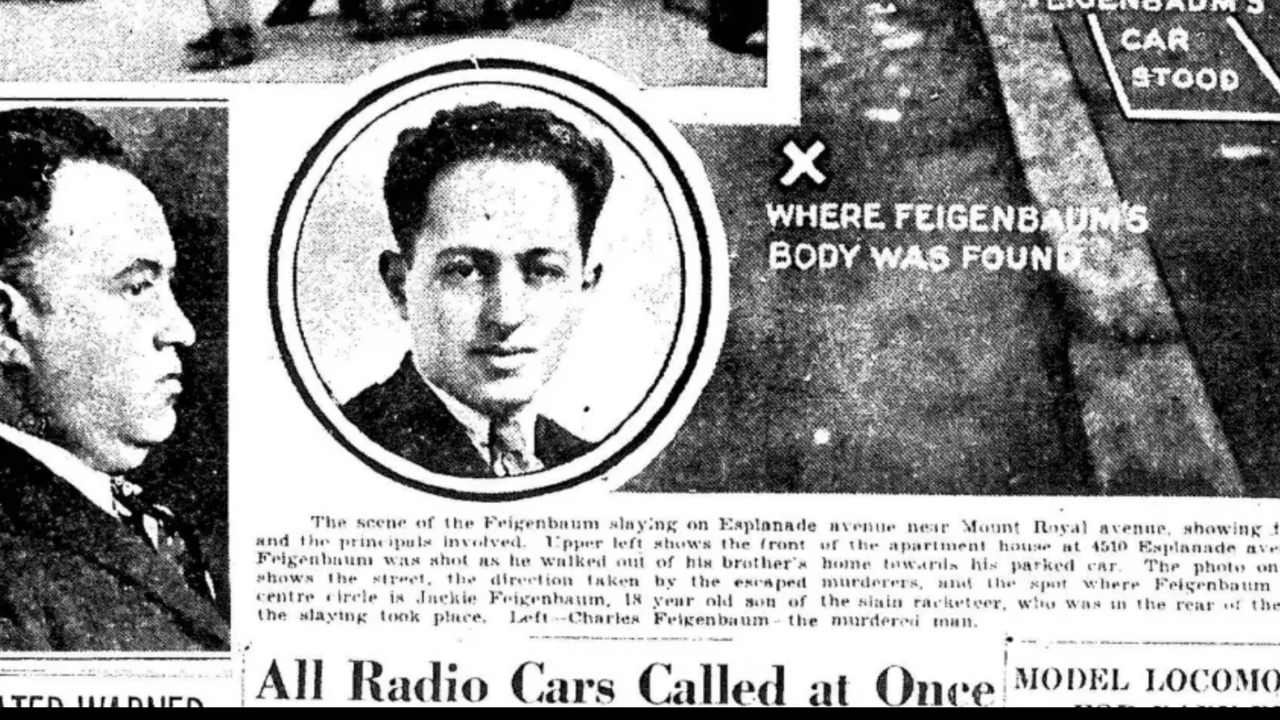 FEIGENBAUM'S
CAR
STOOD
WHERE FEIGENBAUM'S
BODY WAS FOUND
The scene of the Feigenbaum slaying on Esplanade avenue near Mount Royal avenue, showing
and the principals involved. Upper left shows the front of the apartment house at 4510 Esplanade ave
Feigenbaum was shot as he walked out of his brother's home towards his parked car. The photo on
shows the street, the direction taken by the escaped murderers, and the spot where Feigenbaum
centre circle is Jackie Feigenbaum, 18 year old son of the slain racketeer, who was in the rear of the
the slaying took place. Left—Charles Feigenbaum - the murdered man.
All Radio Cars Called at Once
MODEL LOCOMO
WARNER